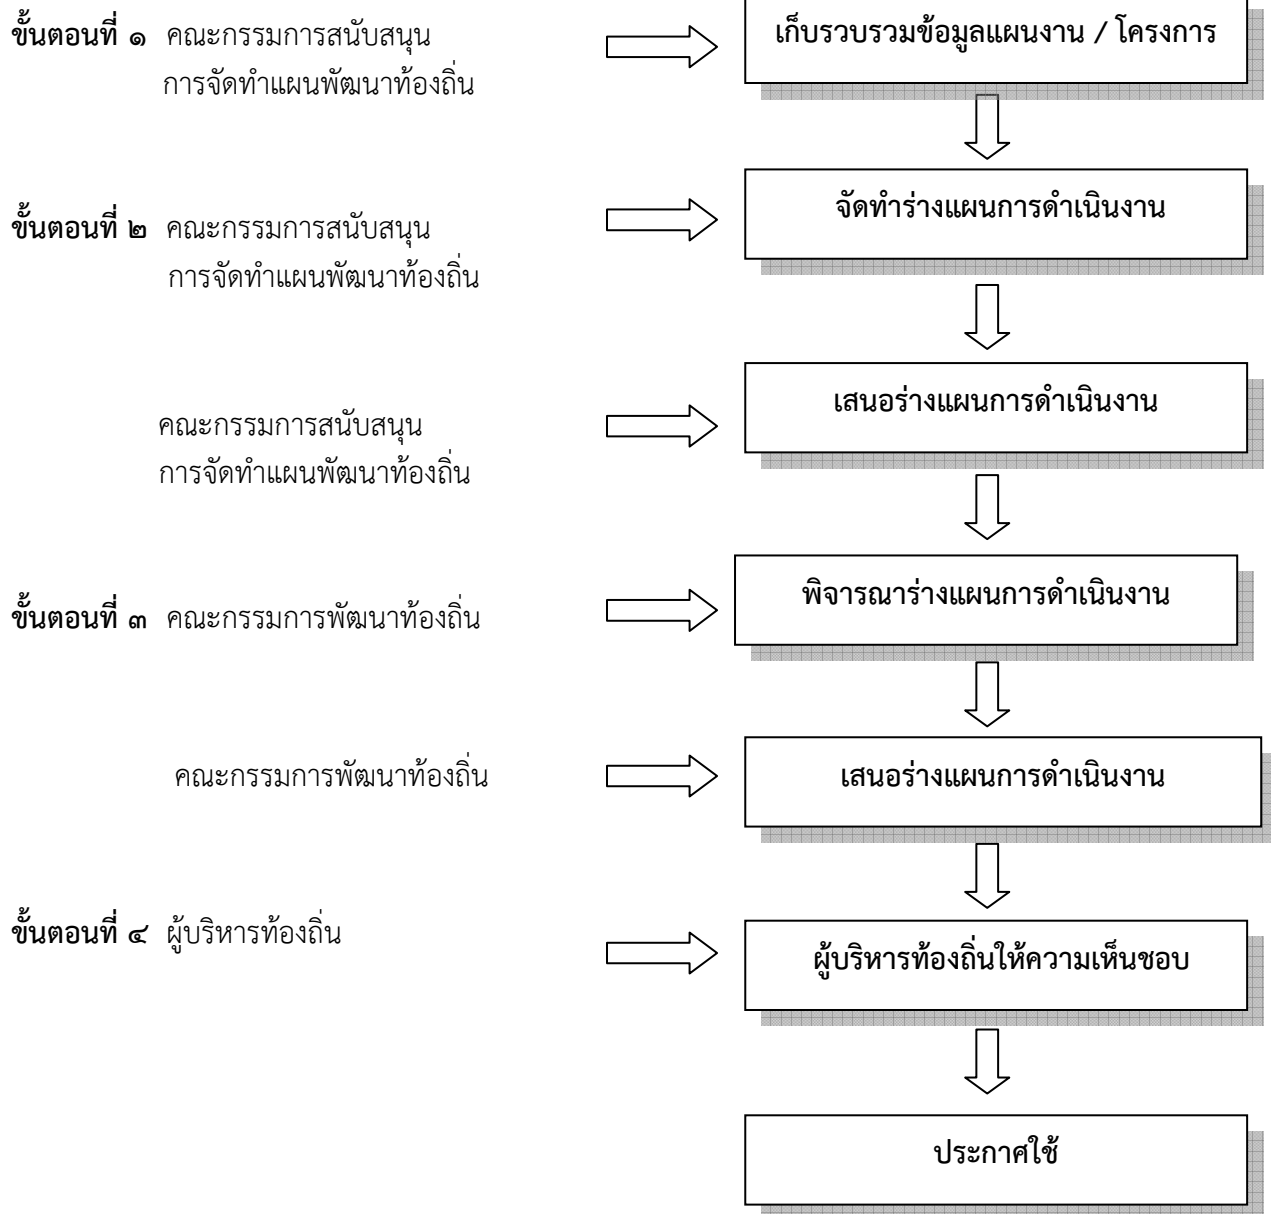 ขั้นตอนที่ ๑ คณะกรรมการสนับสนุน
การจัดทำแผนพัฒนาท้องถิ่น
เก็บรวบรวมข้อมูลแผนงาน / โครงการ
ขั้นตอนที่ ๒ คณะกรรมการสนับสนุน
การจัดทำแผนพัฒนาท้องถิ่น
จัดทำร่างแผนการดำเนินงาน
คณะกรรมการสนับสนุน
การจัดทำแผนพัฒนาท้องถิ่น
เสนอร่างแผนการดำเนินงาน
ขั้นตอนที่ ๓ คณะกรรมการพัฒนาท้องถิ่น
พิจารณาร่างแผนการดำเนินงาน
คณะกรรมการพัฒนาท้องถิ่น
เสนอร่างแผนการดำเนินงาน
ขั้นตอนที่ ๔ ผู้บริหารท้องถิ่น
ผู้บริหารท้องถิ่นให้ความเห็นชอบ
ประกาศใช้